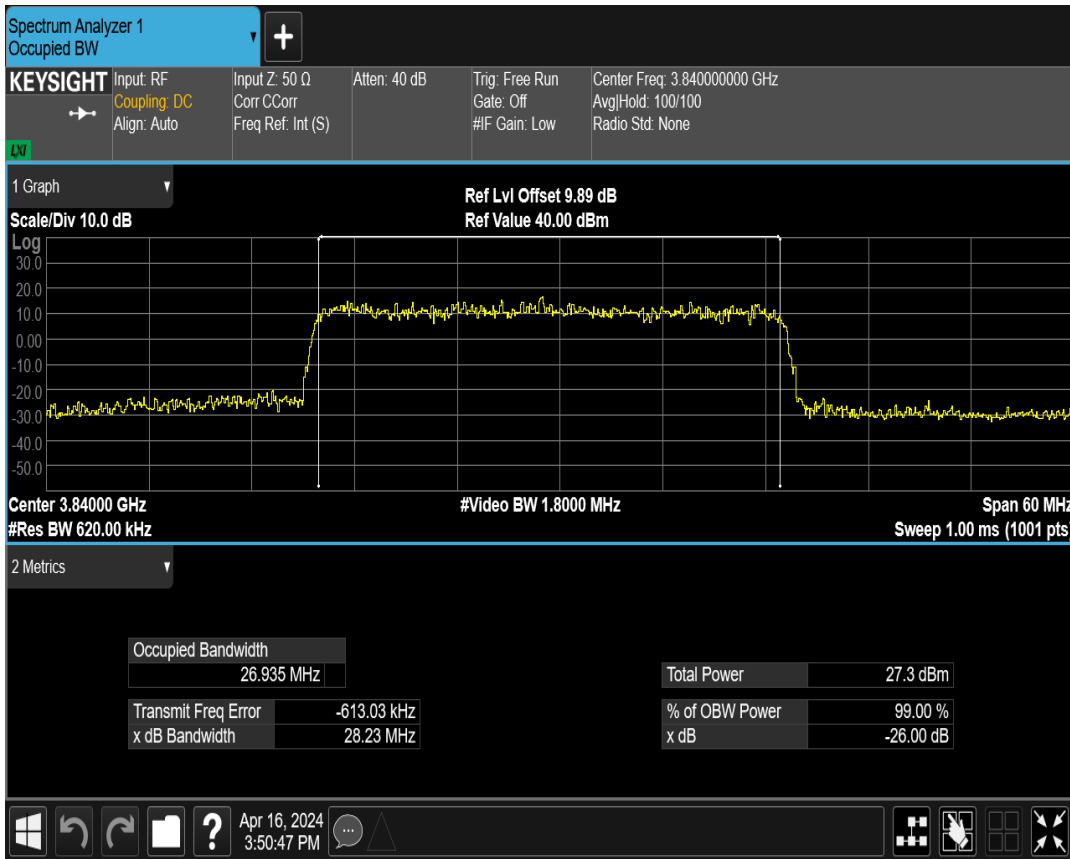 Spectrum Analyzer 1
Occupied BW
KEYSIGHT
LXI
Input: RF
Coupling: DC
Align: Auto
Input Z: 50 Ω
Corr CCorr
Freq Ref: Int (S)
Atten: 40 dB
Trig: Free Run
Gate: Off
#IF Gain: Low
Center Freq: 3.840000000 GHz
Avg|Hold: 100/100
Radio Std: None
1 Graph
Scale/Div 10.0 dB
Ref Lvl Offset 9.89 dB
Ref Value 40.00 dBm
Log
30.0
20.0
10.0
0.00
-10.0
-20.0
-30.0
-40.0
-50.0
Center 3.84000 GHz
#Video BW 1.8000 MHz
Span 60 MHz
#Res BW 620.00 kHz
Sweep 1.00 ms (1001 pts)
2 Metrics
Occupied Bandwidth
26.935 MHz
Total Power 27.3 dBm
Transmit Freq Error -613.03 kHz
% of OBW Power 99.00 %
x dB Bandwidth 28.23 MHz
x dB -26.00 dB
?
Apr 16, 2024
3:50:47 PM